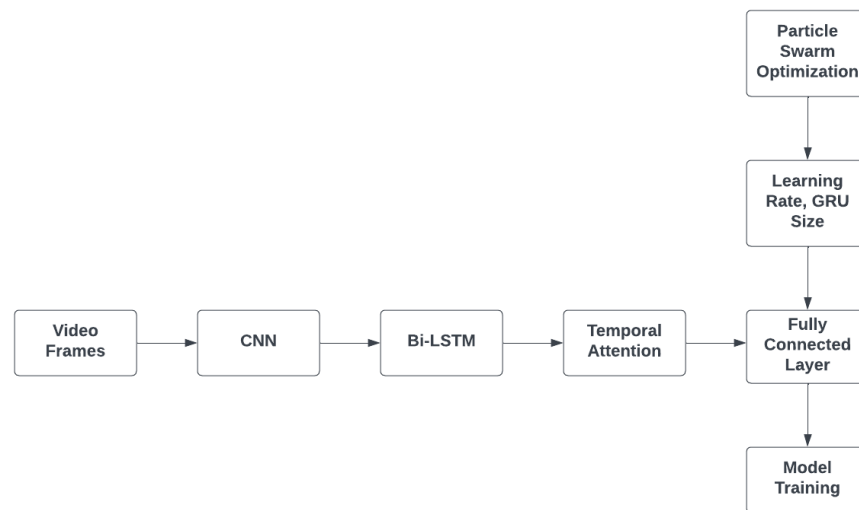 Particle
Swarm
Optimization
Learning
Rate, GRU
Size
Video
Frames
CNN
Bi-LSTM
Temporal
Attention
Fully
Connected
Layer
Model
Training